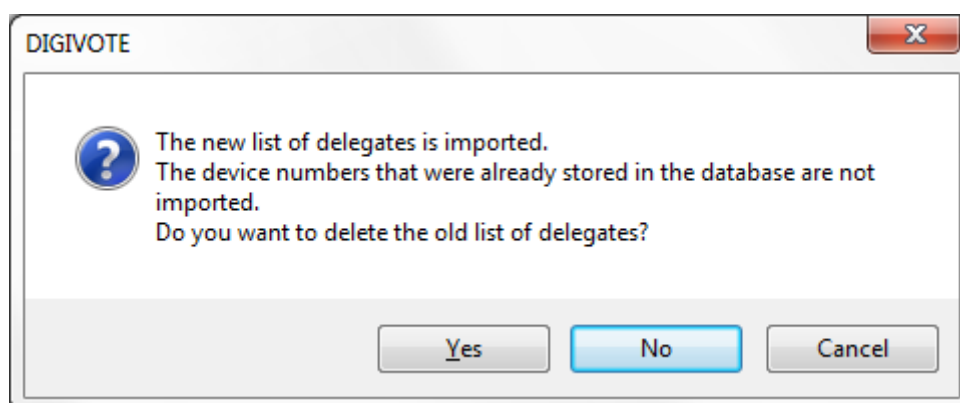 DIGIVOTE
The new list of delegates is imported.
The device numbers that were already stored in the database are not
imported.
Do you want to delete the old list of delegates?
Yes No Cancel